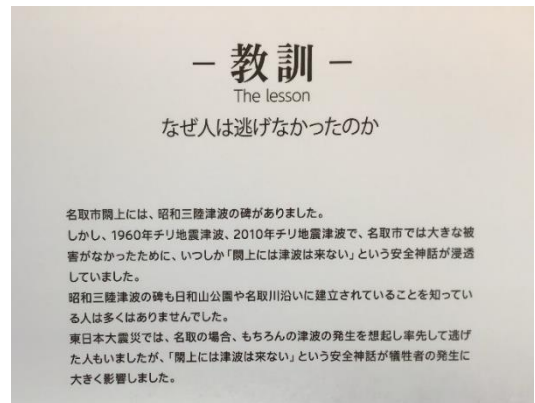 – 教訓 –
The lesson
なぜ人は逃げなかったのか
名取市閖上には、昭和三陸津波の碑がありました。
しかし、1960年チリ地震津波、2010年チリ地震津波で、名取市では大きな被
害がなかったために、いつしか「閖上には津波は来ない」という安全神話が浸透
していました。
昭和三陸津波の碑も日和山公園や名取川沿いに建立されていることを知ってい
る人は多くはありませんでした。
東日本大震災では、名取の場合、もちろんの津波の発生を想起し率先して逃げ
た人もいましたが、「閖上には津波は来ない」という安全神話が犠牲者の発生に
大きく影響しました。